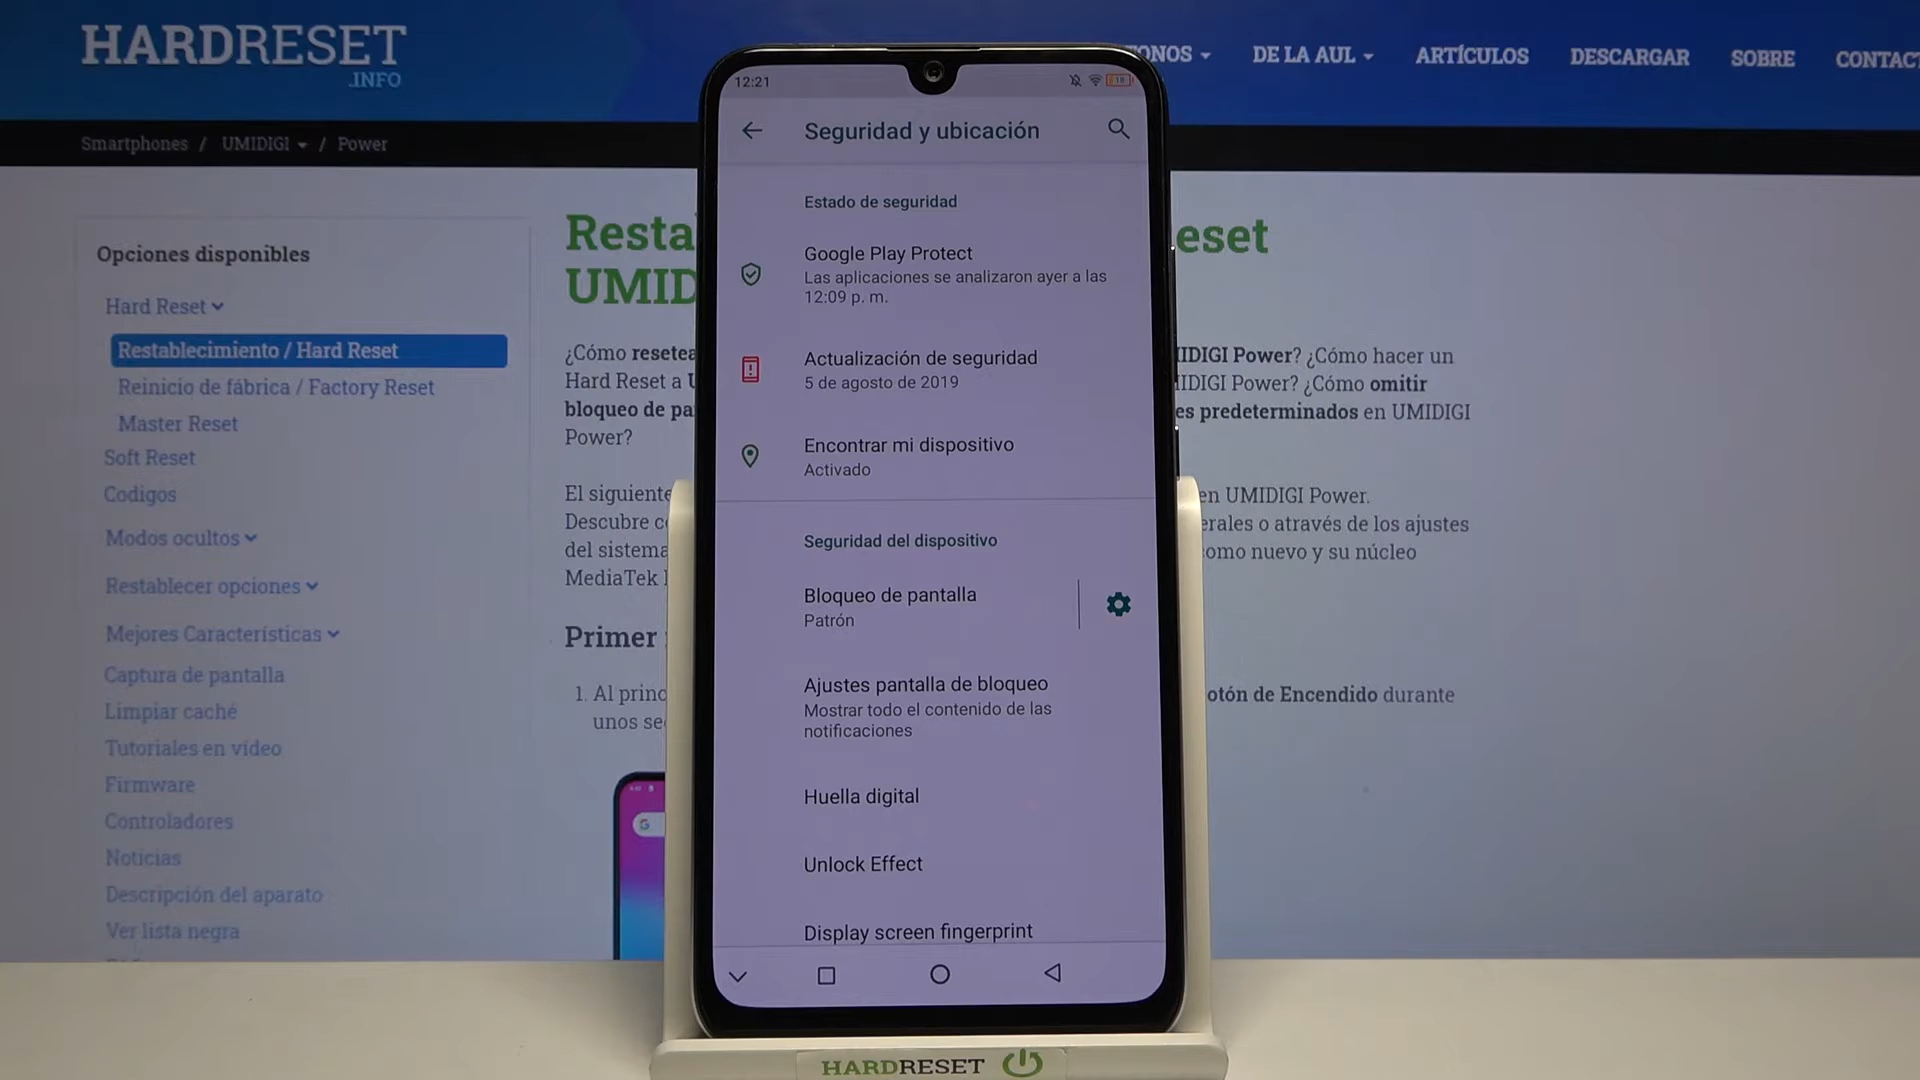 HARDRESET
.INFO
ONOS
DE LA AUL
ARTÍCULOS
DESCARGAR
SOBRE
CONTACT
Smartphones / UMIDIGI / Power
Opciones disponibles
Hard Reset
Restablecimiento / Hard Reset
Reinicio de fábrica / Factory Reset
Master Reset
Soft Reset
Codigos
Modos ocultos
Restablecer opciones
Mejores Características
Captura de pantalla
Limpiar caché
Tutoriales en vídeo
Firmware
Controladores
Noticias
Descripción del aparato
Ver lista negra
Resta
eset
UMID
¿Cómo resetea
IDIGI Power? ¿Cómo hacer un
Hard Reset a U
IDIGI Power? ¿Cómo omitir
bloqueo de pa
es predeterminados en UMIDIGI
Power?
El siguiente
en UMIDIGI Power.
Descubre c
erales o através de los ajustes
del sistema
omo nuevo y su núcleo
MediaTek
Primer
1. Al princ
otón de Encendido durante
unos se
12:21
18
Seguridad y ubicación
Estado de seguridad
Google Play Protect
Las aplicaciones se analizaron ayer a las
12:09 p. m.
Actualización de seguridad
5 de agosto de 2019
Encontrar mi dispositivo
Activado
Seguridad del dispositivo
Bloqueo de pantalla
Patrón
Ajustes pantalla de bloqueo
Mostrar todo el contenido de las
notificaciones
Huella digital
Unlock Effect
Display screen fingerprint
HARDRESET